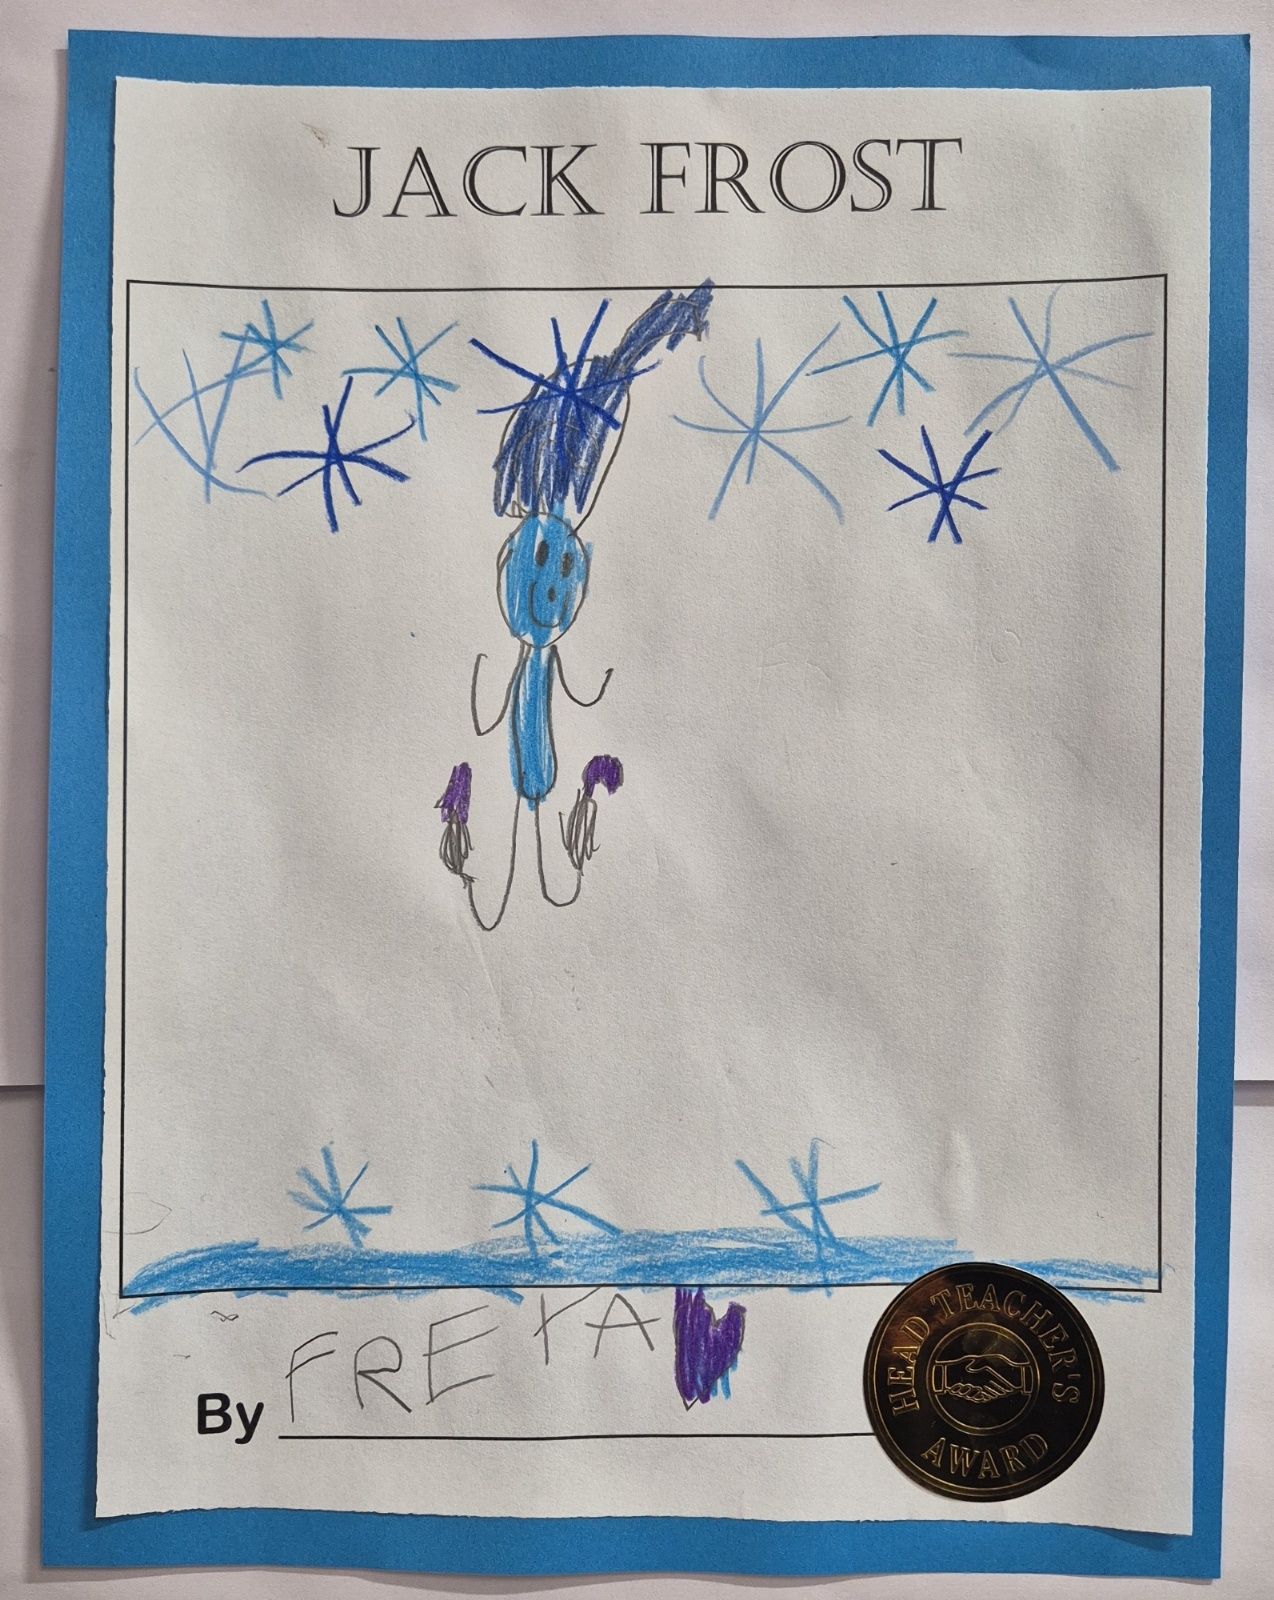 JACK FROST
By FREYA
HEAD TEACHER'S
AWARD